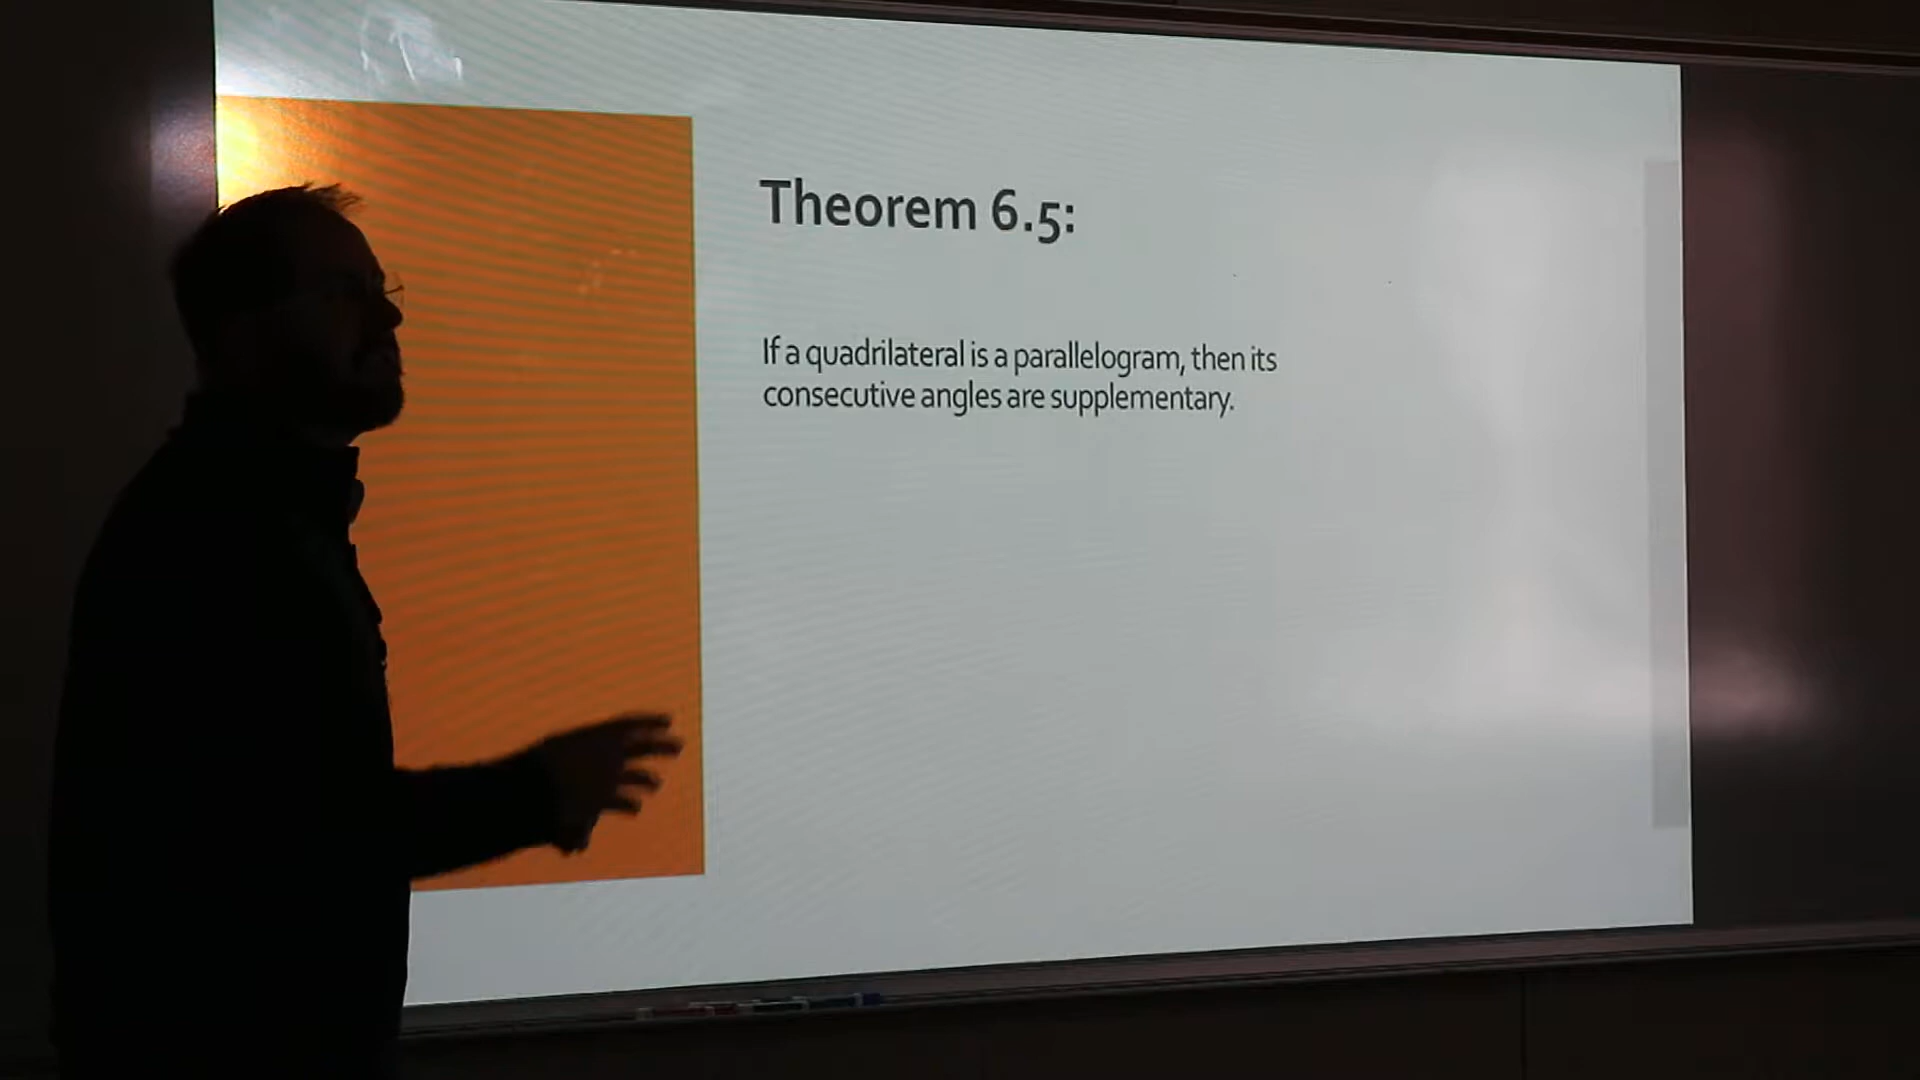 Theorem 6.5:
If a quadrilateral is a parallelogram, then its
consecutive angles are supplementary.